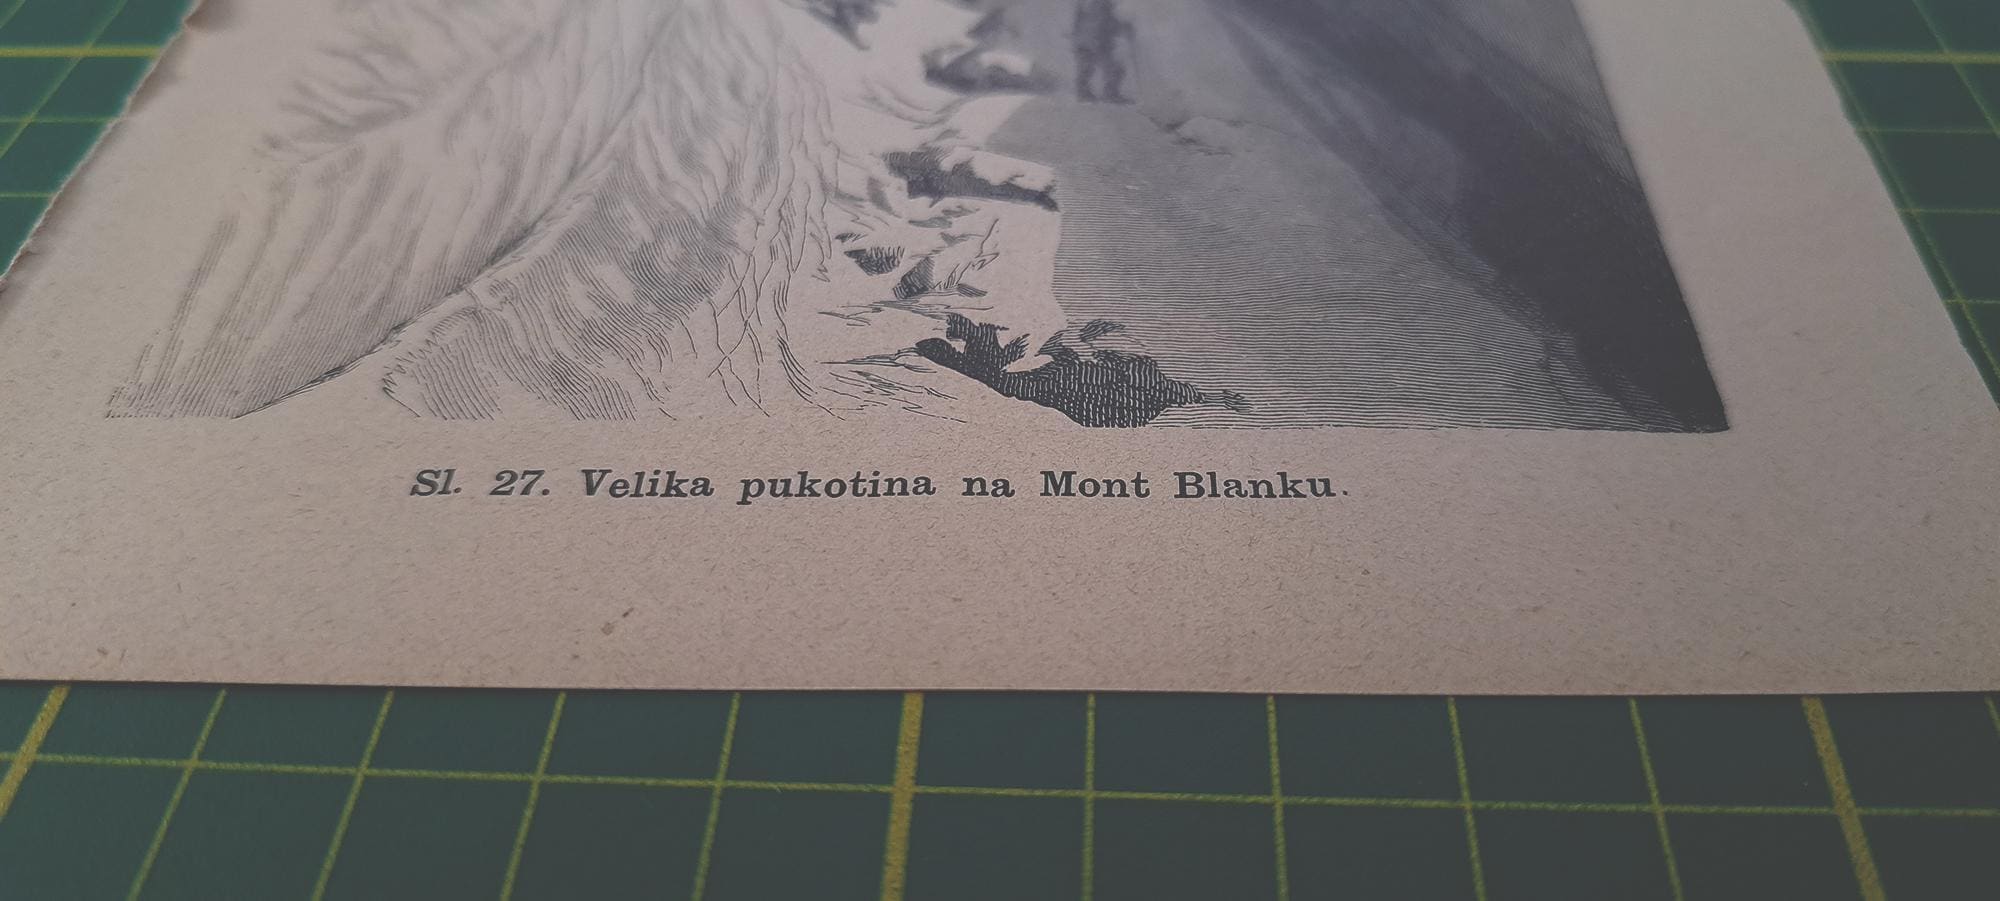 Sl. 27. Velika pukotina na Mont Blanku.